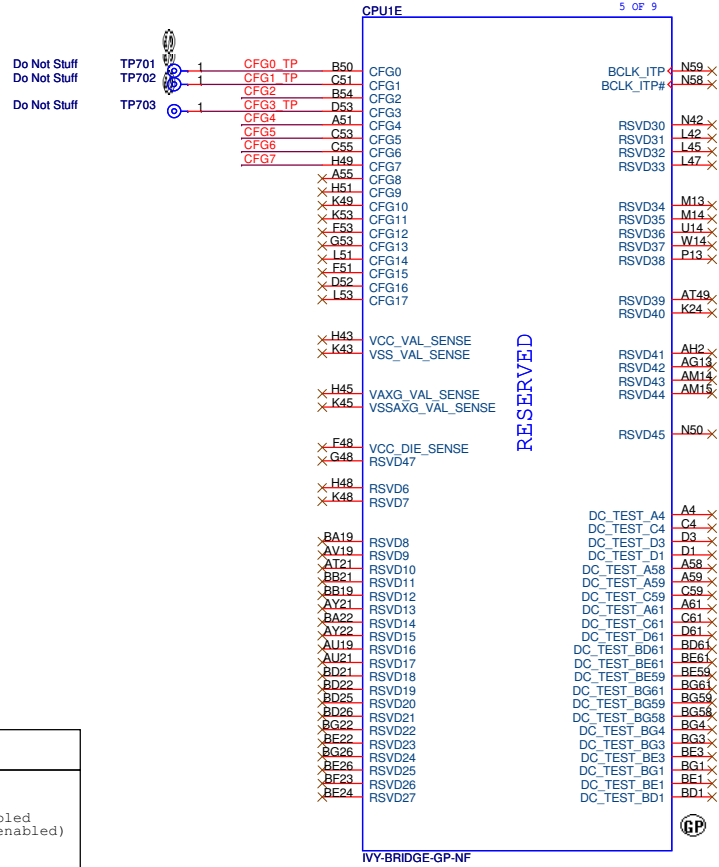 CPU1E
5 OF 9
Do Not Stuff TP701 1 CFG0_TP B50 CFG0
Do Not Stuff TP702 1 CFG1_TP C51 CFG1
CFG2 B54 CFG2
Do Not Stuff TP703 1 CFG3_TP D53 CFG3
CFG4 A51 CFG4
CFG5 C53 CFG5
CFG6 C55 CFG6
CFG7 H49 CFG7
A55 CFG8
H51 CFG9
K49 CFG10
K53 CFG11
F53 CFG12
G53 CFG13
L51 CFG14
F51 CFG15
D52 CFG16
L53 CFG17
H43 VCC_VAL_SENSE
K43 VSS_VAL_SENSE
H45 VAXG_VAL_SENSE
K45 VSSAXG_VAL_SENSE
F48 VCC_DIE_SENSE
G48 RSVD47
H48 RSVD6
K48 RSVD7
BA19 RSVD8
AV19 RSVD9
AT21 RSVD10
BB21 RSVD11
BB19 RSVD12
AY21 RSVD13
BA22 RSVD14
AY22 RSVD15
AU19 RSVD16
AU21 RSVD17
BD21 RSVD18
BD22 RSVD19
BD25 RSVD20
BD26 RSVD21
BG22 RSVD22
BE22 RSVD23
BG26 RSVD24
BE26 RSVD25
BF23 RSVD26
BE24 RSVD27
RESERVED
BCLK_ITP N59
BCLK_ITP# N58
RSVD30 N42
RSVD31 L42
RSVD32 L45
RSVD33 L47
RSVD34 M13
RSVD35 M14
RSVD36 U14
RSVD37 W14
RSVD38 P13
RSVD39 AT49
RSVD40 K24
RSVD41 AH2
RSVD42 AG13
RSVD43 AM14
RSVD44 AM15
RSVD45 N50
DC_TEST_A4 A4
DC_TEST_C4 C4
DC_TEST_D3 D3
DC_TEST_D1 D1
DC_TEST_A58 A58
DC_TEST_A59 A59
DC_TEST_C59 C59
DC_TEST_A61 A61
DC_TEST_C61 C61
DC_TEST_D61 D61
DC_TEST_BD61 BD61
DC_TEST_BE61 BE61
DC_TEST_BE59 BE59
DC_TEST_BG61 BG61
DC_TEST_BG59 BG59
DC_TEST_BG58 BG58
DC_TEST_BG4 BG4
DC_TEST_BG3 BG3
DC_TEST_BE3 BE3
DC_TEST_BG1 BG1
DC_TEST_BE1 BE1
DC_TEST_BD1 BD1
GP
IVY-BRIDGE-GP-NF
enabled)